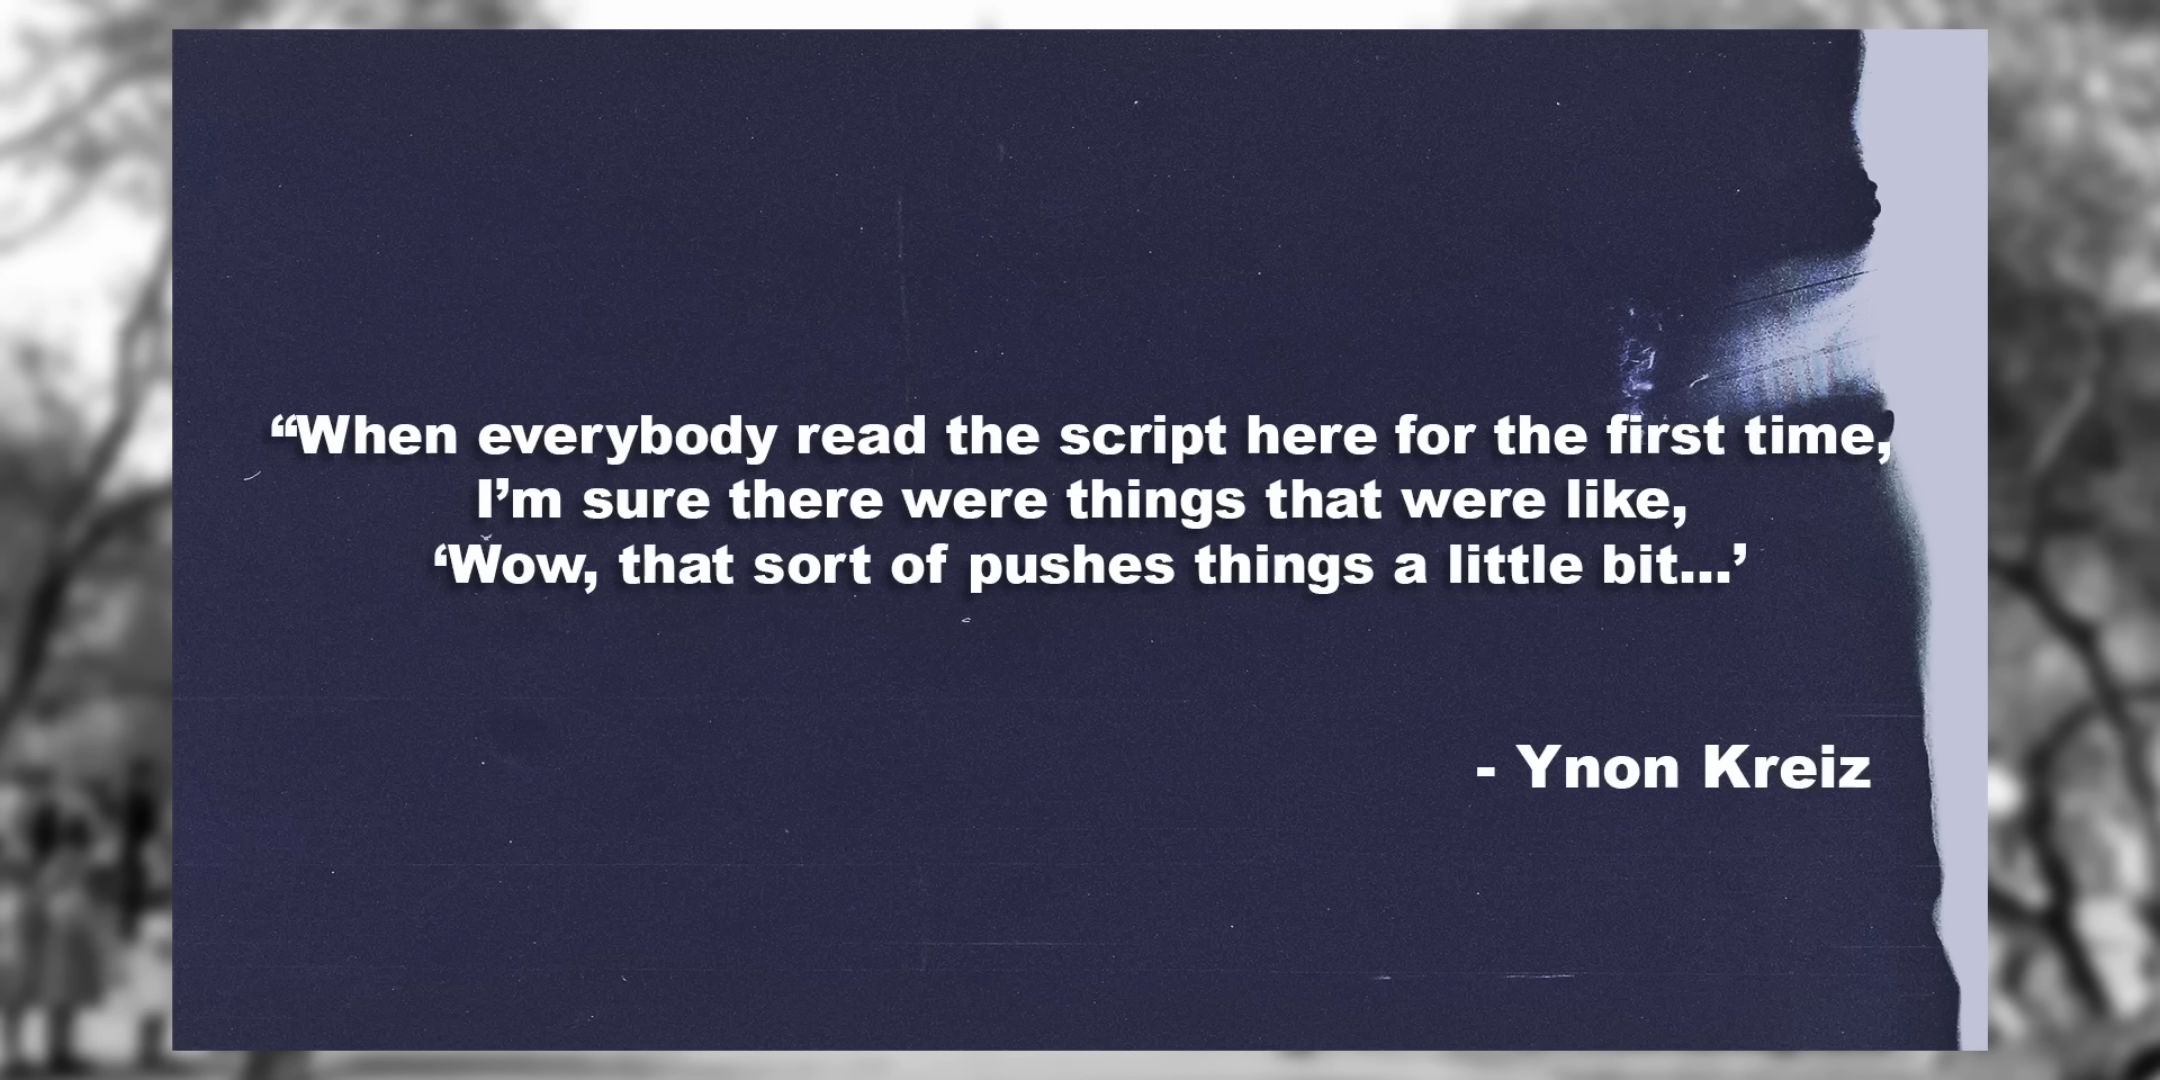 “When everybody read the script here for the first time,
I’m sure there were things that were like,
‘Wow, that sort of pushes things a little bit...’
- Ynon Kreiz